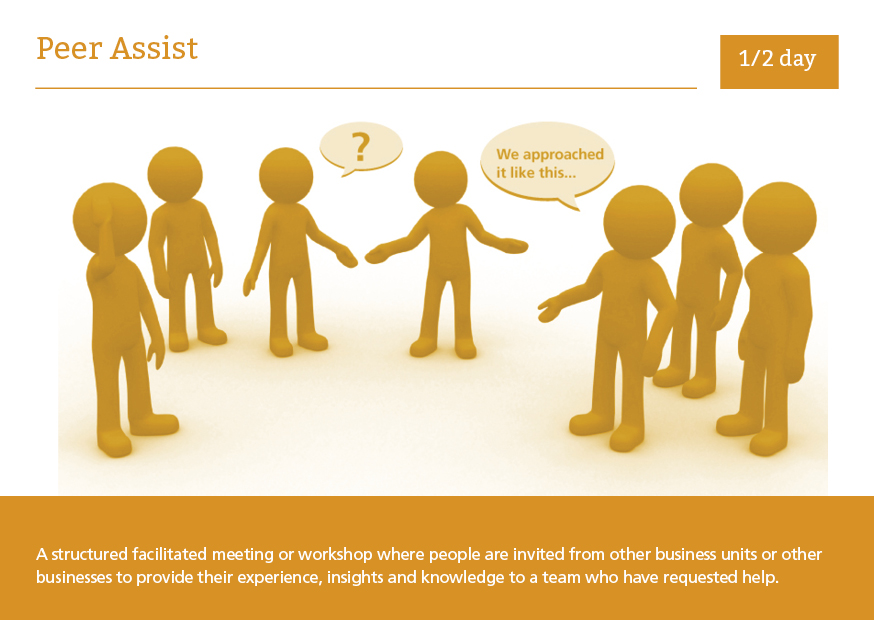 Peer Assist
1/2 day
?
We approached
it like this...
A structured facilitated meeting or workshop where people are invited from other business units or other
businesses to provide their experience, insights and knowledge to a team who have requested help.